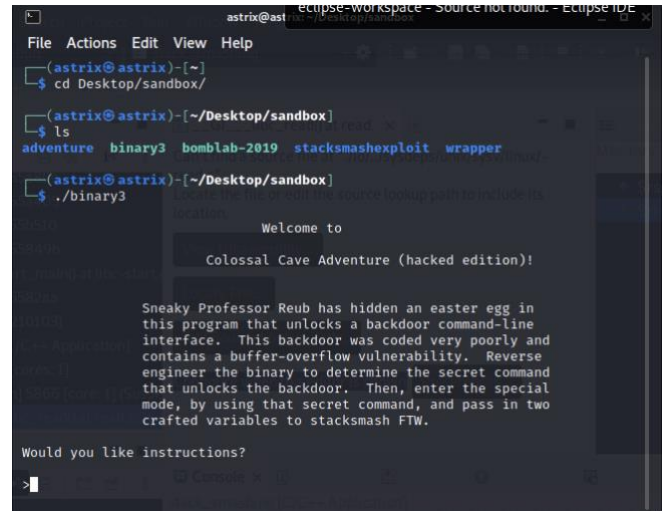 eclipse-workspace - Source not found. - Eclipse IDE
astrix@astrix: ~/Desktop/sandbox
File Actions Edit View Help
┌──(astrix㉿astrix)-[~]
└─$ cd Desktop/sandbox/
┌──(astrix㉿astrix)-[~/Desktop/sandbox]
└─$ ls
adventure binary3 bomblab-2019 stacksmashexploit wrapper
┌──(astrix㉿astrix)-[~/Desktop/sandbox]
└─$ ./binary3
Welcome to
Colossal Cave Adventure (hacked edition)!
Sneaky Professor Reub has hidden an easter egg in
this program that unlocks a backdoor command-line
interface. This backdoor was coded very poorly and
contains a buffer-overflow vulnerability. Reverse
engineer the binary to determine the secret command
that unlocks the backdoor. Then, enter the special
mode, by using that secret command, and pass in two
crafted variables to stacksmash FTW.
Would you like instructions?
>